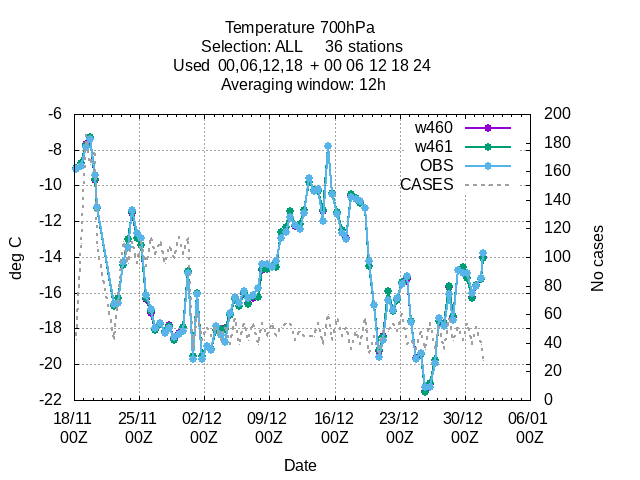 Temperature 700hPa
Selection: ALL 36 stations
Used 00,06,12,18 + 00 06 12 18 24
Averaging window: 12h
w460
w461
OBS
CASES
deg C
-6
-8
-10
-12
-14
-16
-18
-20
-22
No cases
200
180
160
140
120
100
80
60
40
20
0
18/11 25/11 02/12 09/12 16/12 23/12 30/12 06/01
00Z 00Z 00Z 00Z 00Z 00Z 00Z 00Z
Date